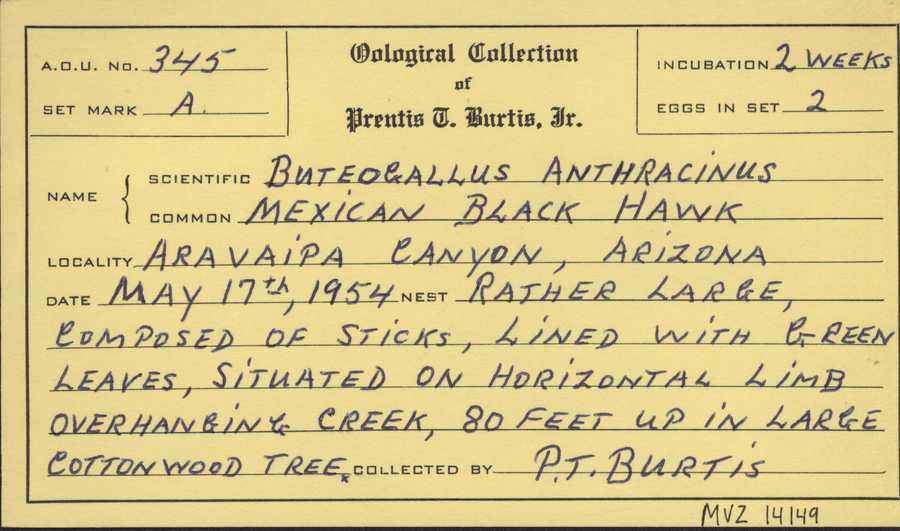 A.O.U. No. 345
SET MARK A.
Oological Collection
of
Prentis T. Burtis, Jr.
INCUBATION 2 WEEKS
EGGS IN SET 2
NAME { SCIENTIFIC BUTEOGALLUS ANTHRACINUS
COMMON MEXICAN BLACK HAWK
LOCALITY ARAVAIPA CANYON, ARIZONA
DATE MAY 17th, 1954 NEST RATHER LARGE,
COMPOSED OF STICKS, LINED WITH GREEN
LEAVES, SITUATED ON HORIZONTAL LIMB
OVERHANGING CREEK, 80 FEET UP IN LARGE
COTTONWOOD TREE. COLLECTED BY P.T. BURTIS
MVZ 14149